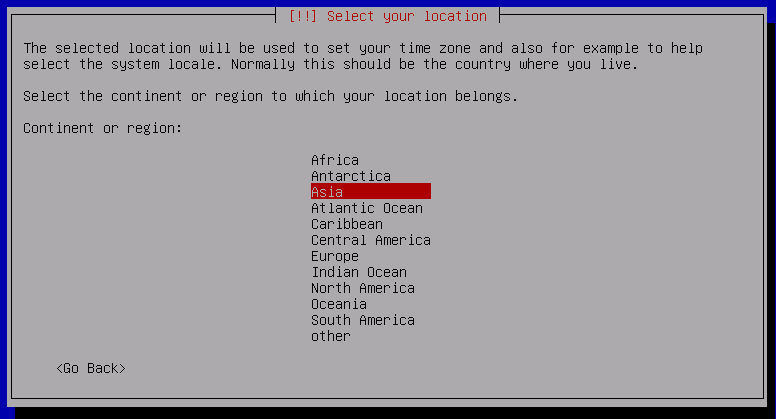 [!!] Select your location
The selected location will be used to set your time zone and also for example to help
select the system locale. Normally this should be the country where you live.
Select the continent or region to which your location belongs.
Continent or region:
Africa
Antarctica
Asia
Atlantic Ocean
Caribbean
Central America
Europe
Indian Ocean
North America
Oceania
South America
other
<Go Back>